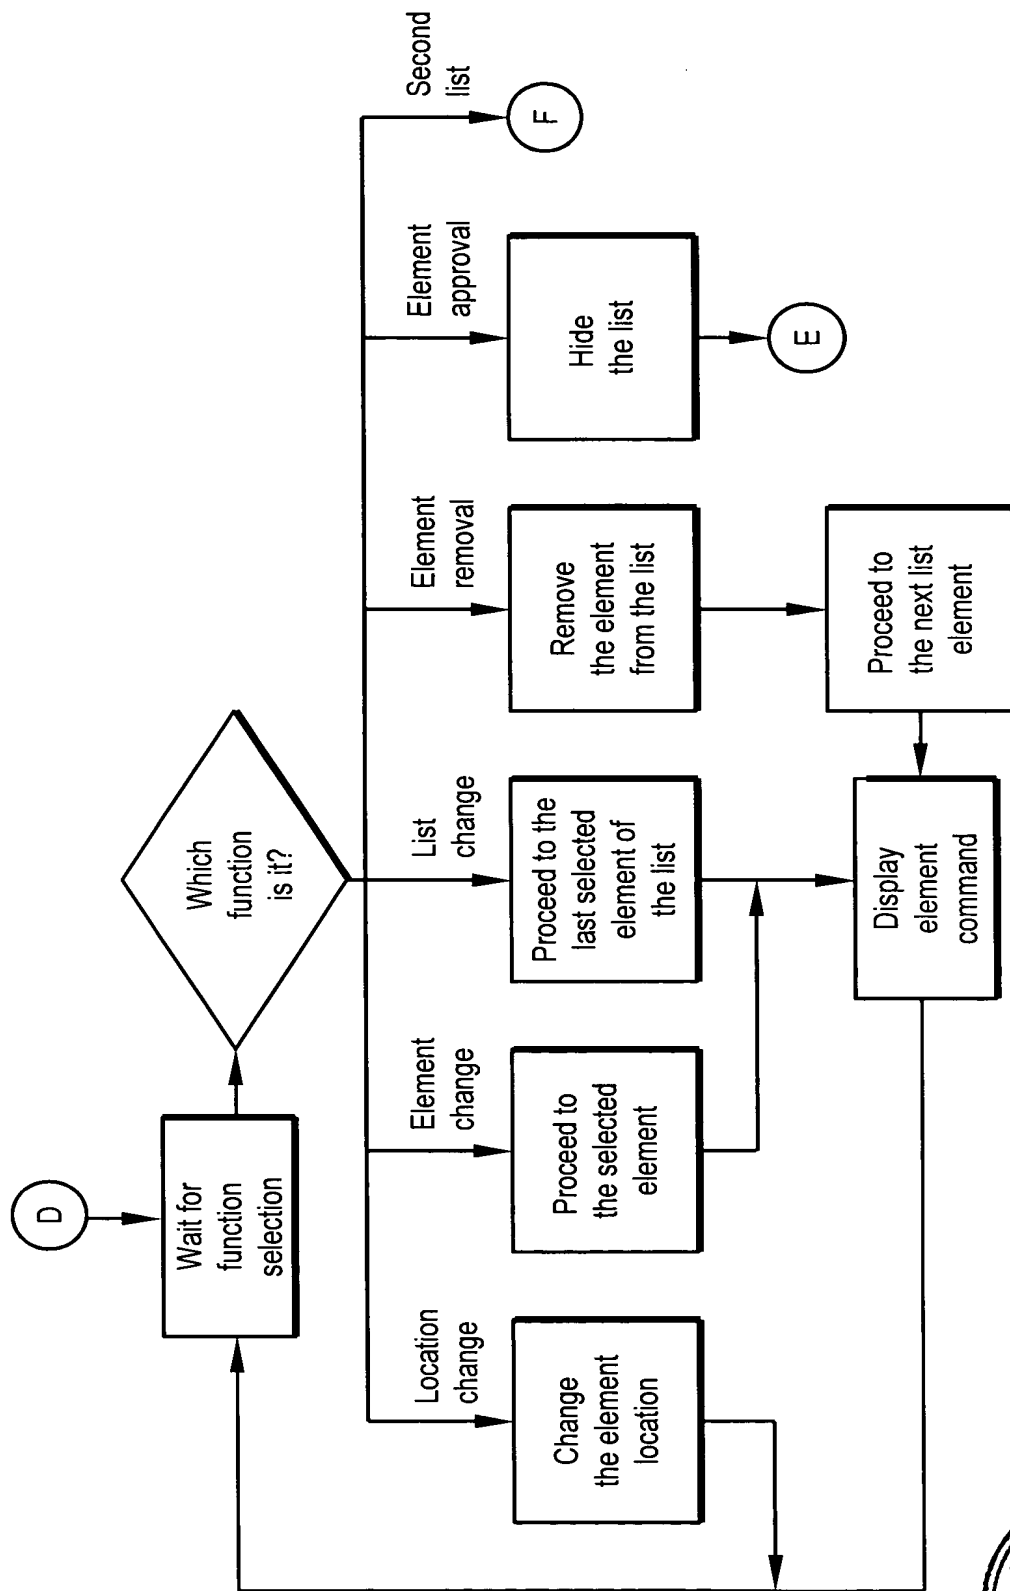 D
Wait for
function
selection
Which
function
is it?
Location
change
Element
change
List
change
Element
removal
Element
approval
Second
list
Change
the element
location
Proceed to
the selected
element
Proceed to the
last selected
element of
the list
Remove
the element
from the list
Hide
the list
F
Display
element
command
Proceed to
the next list
element
E